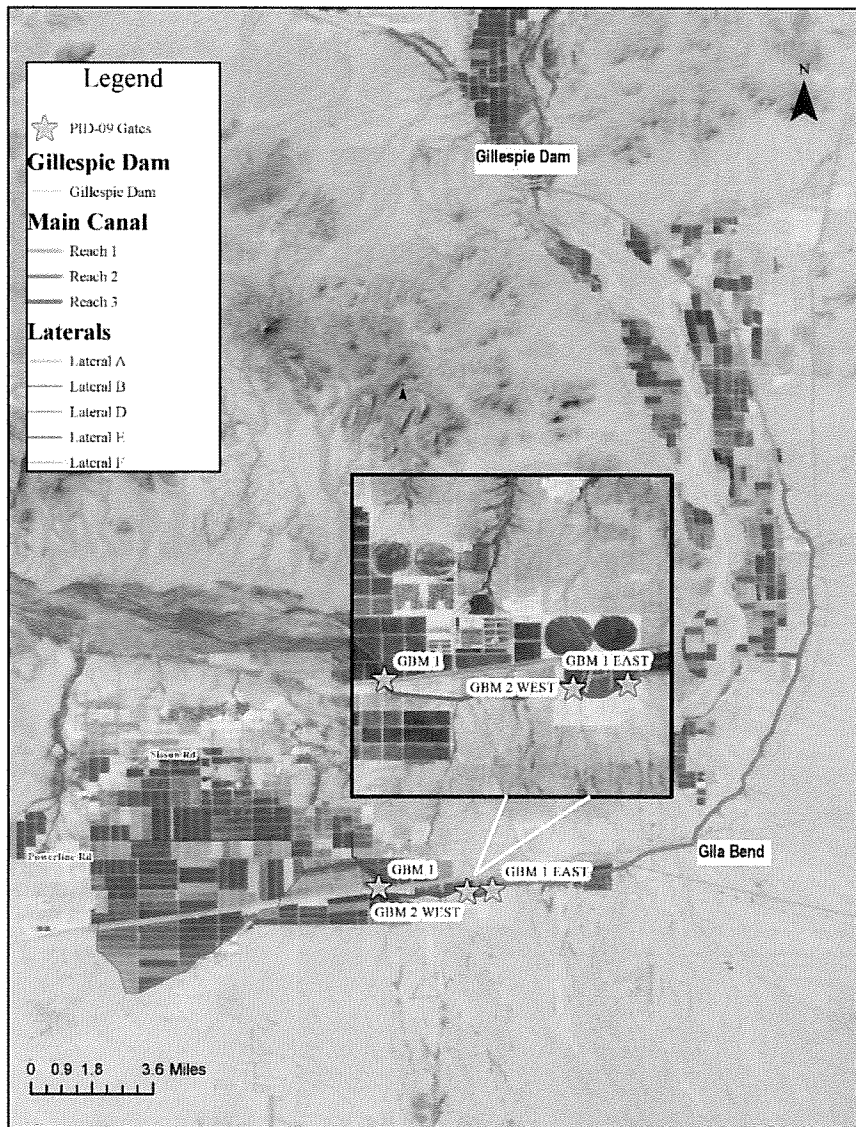 Legend
PID-09 Gates
Gillespie Dam
Gillespie Dam
Main Canal
Reach 1
Reach 2
Reach 3
Laterals
Lateral A
Lateral B
Lateral D
Lateral E
Lateral F
N
Gillespie Dam
GBM 1
GBM 1 EAST
GBM 2 WEST
Powerline Rd
Gila Bend
GBM 1
GBM 1 EAST
GBM 2 WEST
0 0.9 1.8 3.6 Miles